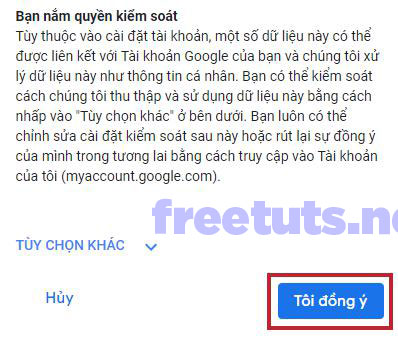 Bạn nắm quyền kiểm soát
Tùy thuộc vào cài đặt tài khoản, một số dữ liệu này có thể
được liên kết với Tài khoản Google của bạn và chúng tôi xử
lý dữ liệu này như thông tin cá nhân. Bạn có thể kiểm soát
cách chúng tôi thu thập và sử dụng dữ liệu này bằng cách
nhấp vào "Tùy chọn khác" ở bên dưới. Bạn luôn có thể
chỉnh sửa cài đặt kiểm soát sau này hoặc rút lại sự đồng ý
của mình trong tương lai bằng cách truy cập vào Tài khoản
của tôi (myaccount.google.com).
freetuts.ne
TÙY CHỌN KHÁC
Hủy
Tôi đồng ý